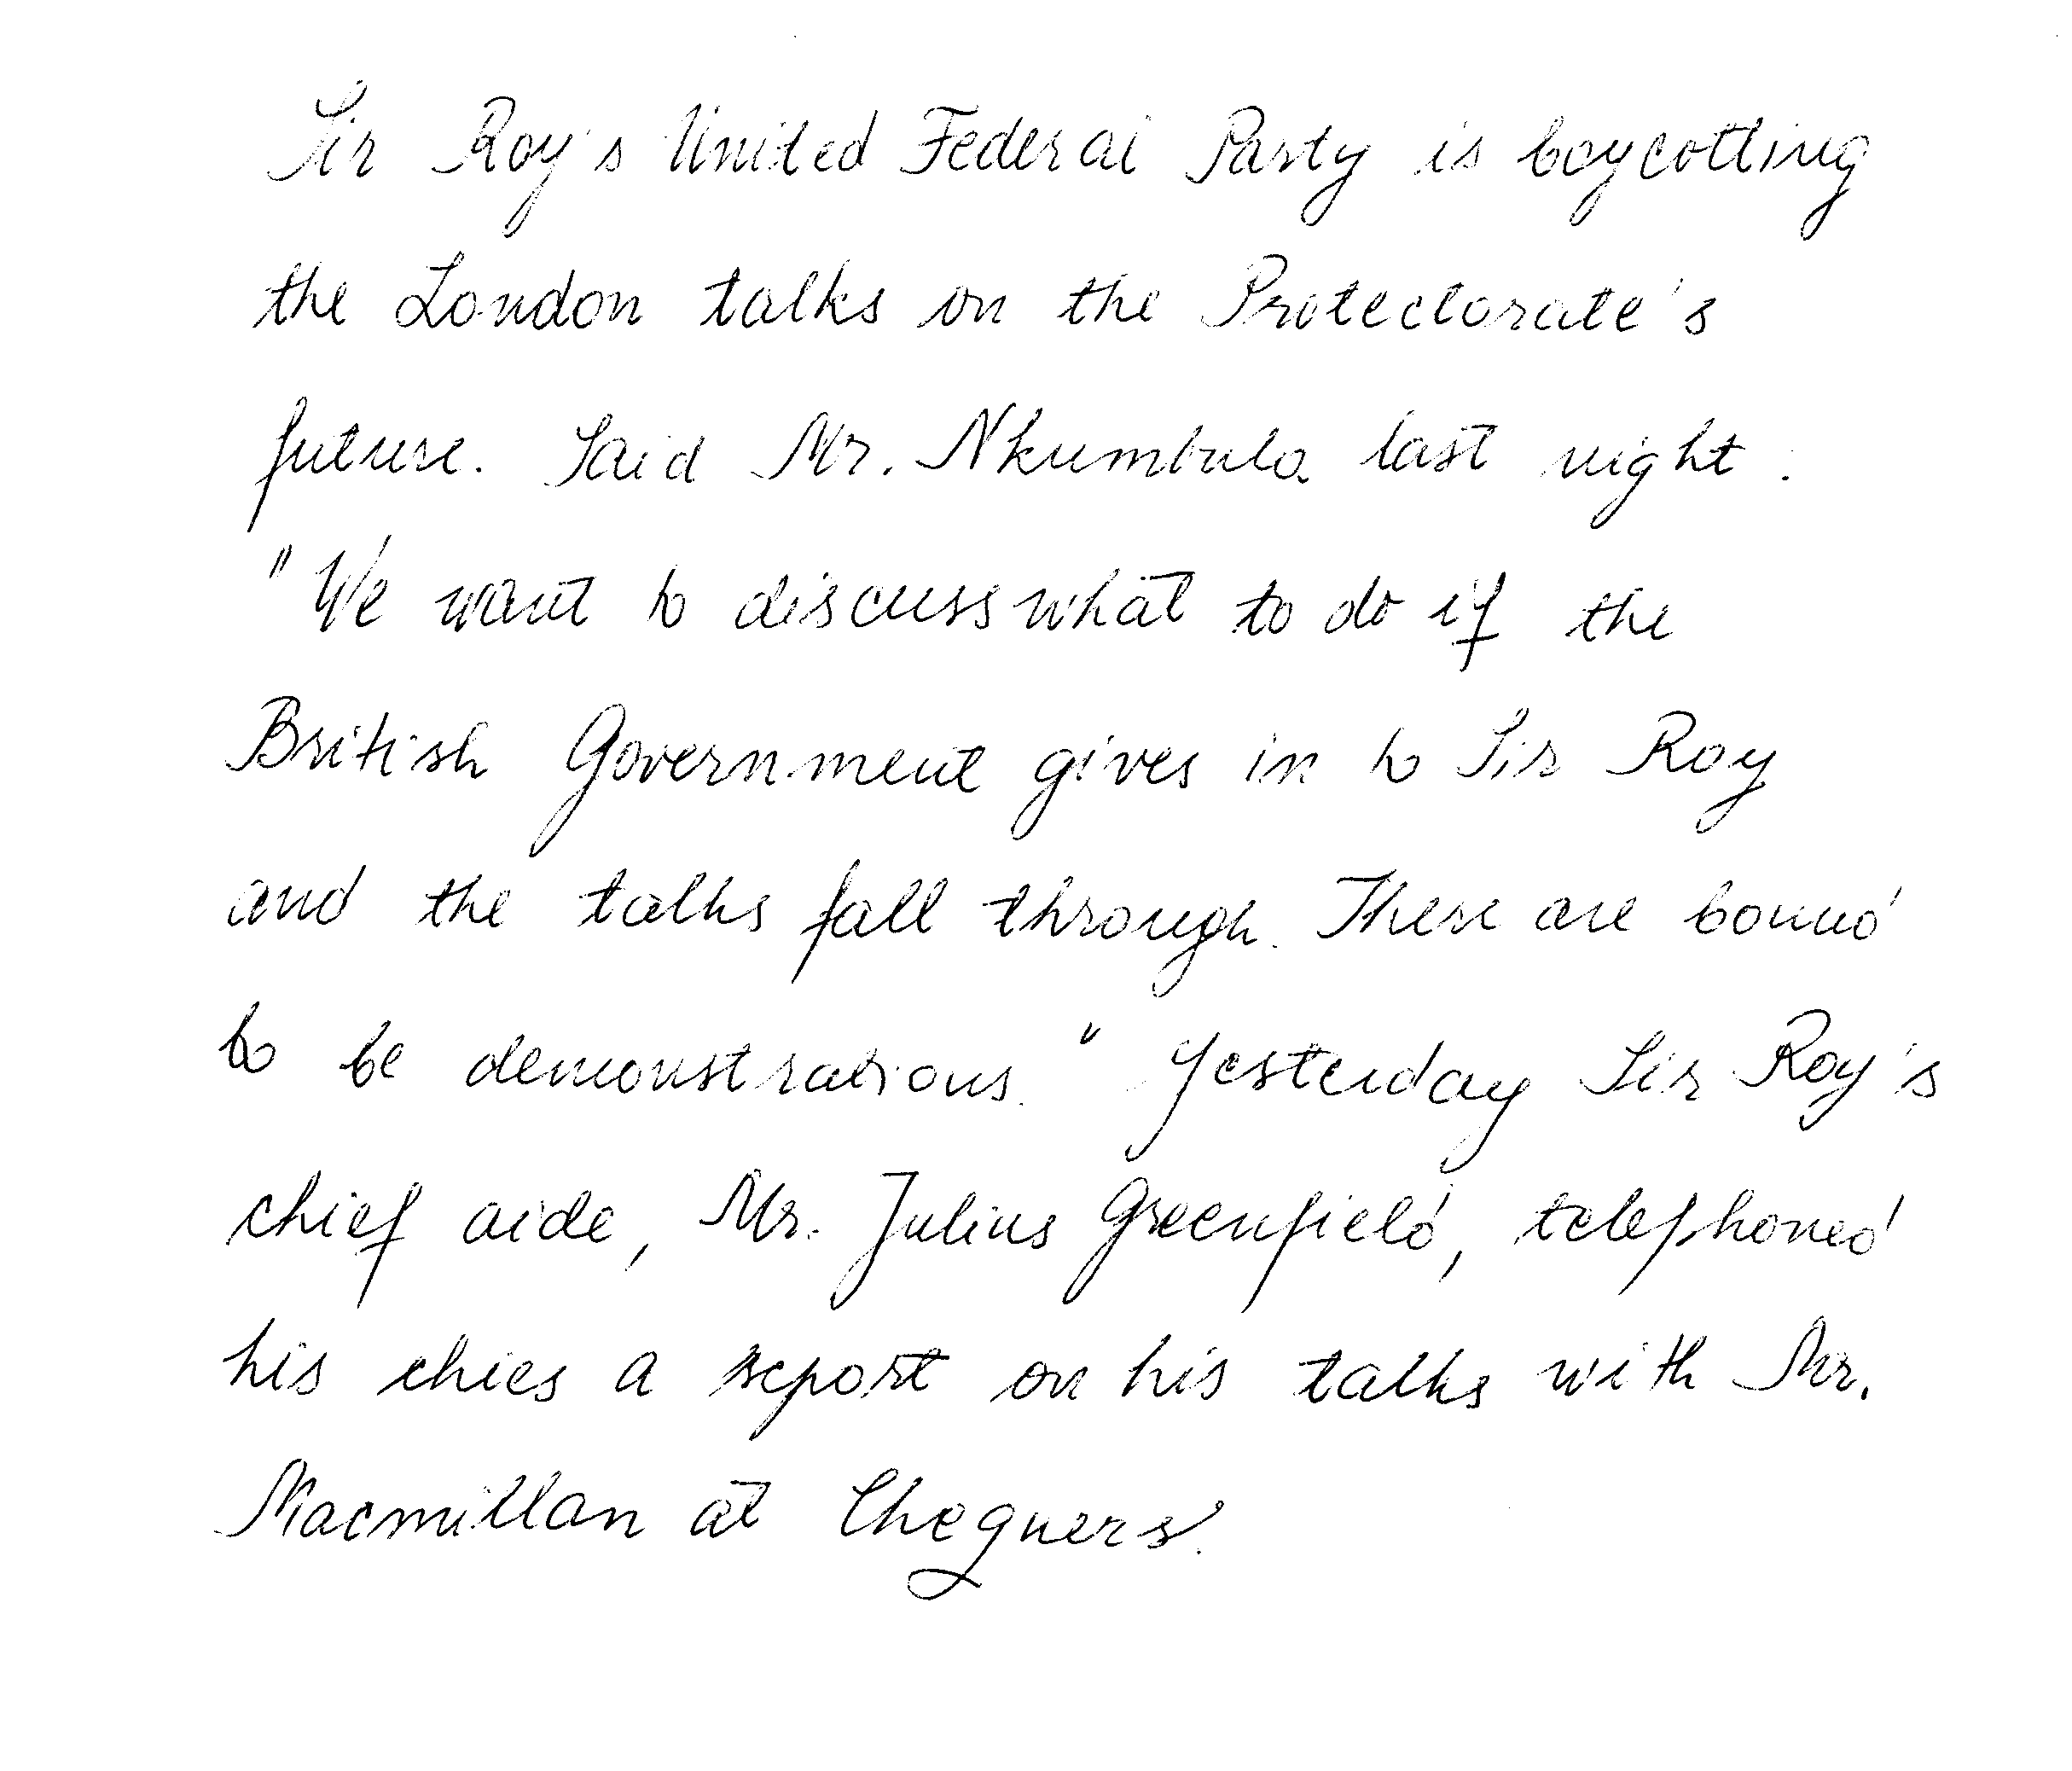 Sir Roy's United Federal Party is boycotting
the London talks on the Protectorate's
future. Said Mr. Nkumbula last night :
"We want to discuss what to do if the
British Government gives in to Sir Roy
and the talks fall through. There are bound
to be demonstrations." Yesterday Sir Roy's
chief aide, Mr. Julius Greenfield, telephoned
his chies a report on his talks with Mr.
Macmillan at Chequers.